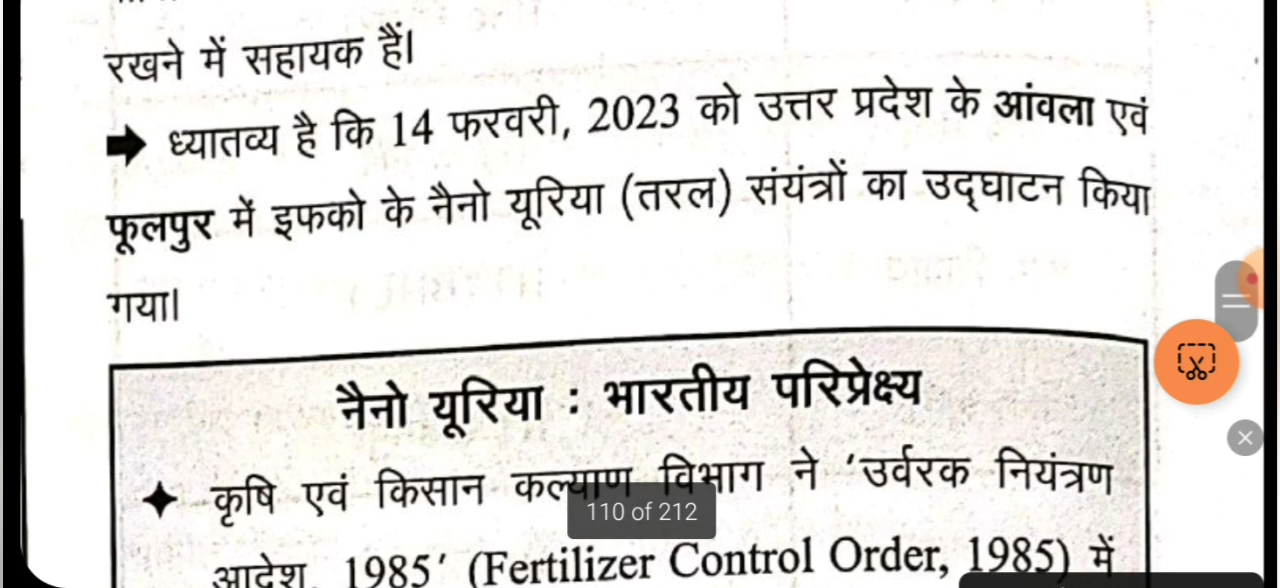 रखने में सहायक हैं।
➡ ध्यातव्य है कि 14 फरवरी, 2023 को उत्तर प्रदेश के आंवला एवं
फूलपुर में इफको के नैनो यूरिया (तरल) संयंत्रों का उद्घाटन किया
गया।
नैनो यूरिया : भारतीय परिप्रेक्ष्य
✦ कृषि एवं किसान कल्याण विभाग ने ‘उर्वरक नियंत्रण
110 of 212
आदेश, 1985’ (Fertilizer Control Order, 1985) में